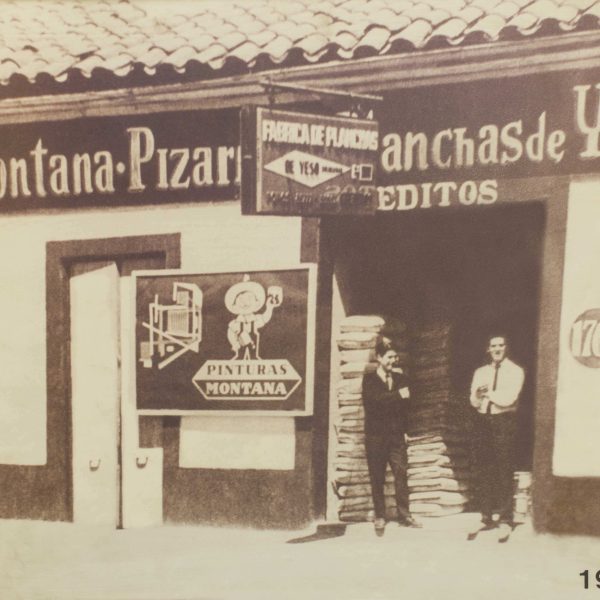 ontana·Pizarr
anchas de Y
EDITOS
FABRICA DE PLANCHAS
DE YESO
PINTURAS
MONTANA
170
19